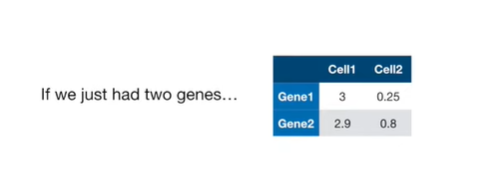 Cell1 Cell2
If we just had two genes... Gene1 3 0.25
Gene2 2.9 0.8